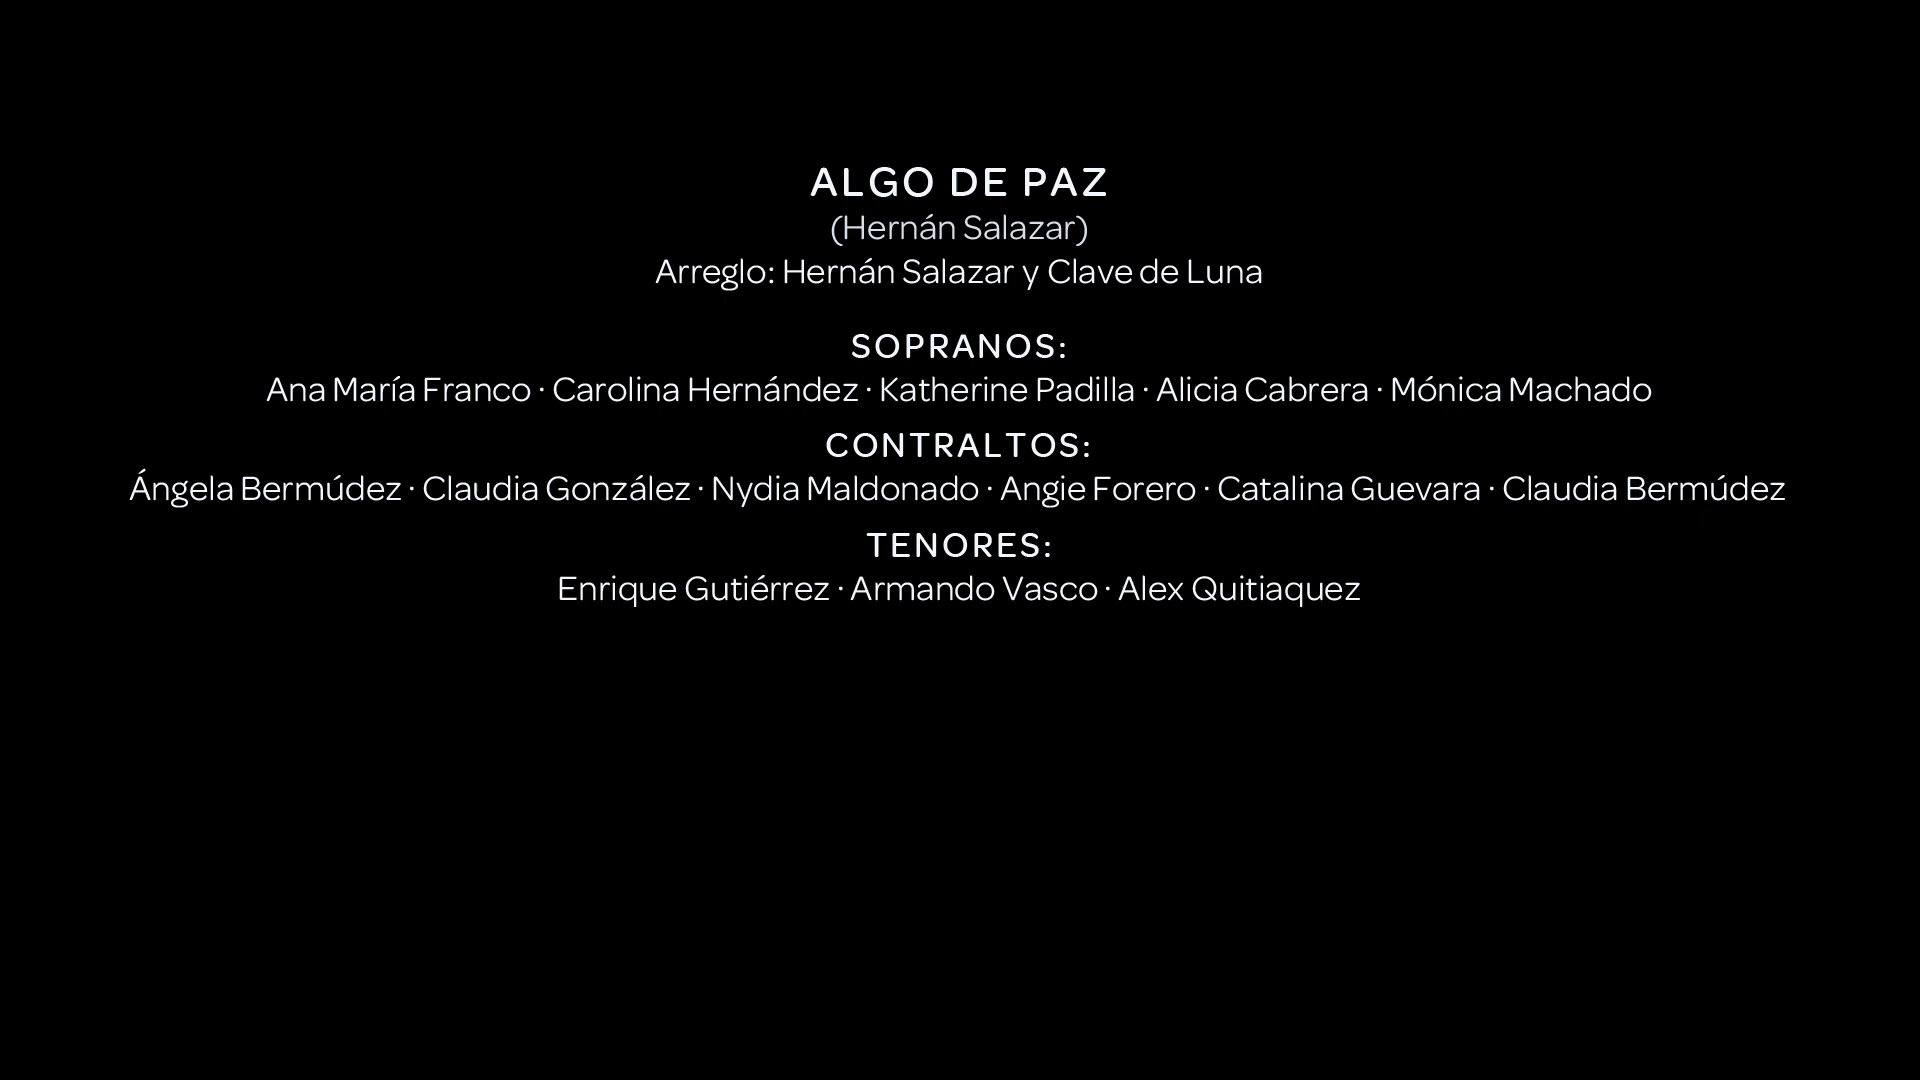 ALGO DE PAZ
(Hernán Salazar)
Arreglo: Hernán Salazar y Clave de Luna
SOPRANOS:
Ana María Franco · Carolina Hernández · Katherine Padilla · Alicia Cabrera · Mónica Machado
CONTRALTOS:
Ángela Bermúdez · Claudia González · Nydia Maldonado · Angie Forero · Catalina Guevara · Claudia Bermúdez
TENORES:
Enrique Gutiérrez · Armando Vasco · Alex Quitiaquez